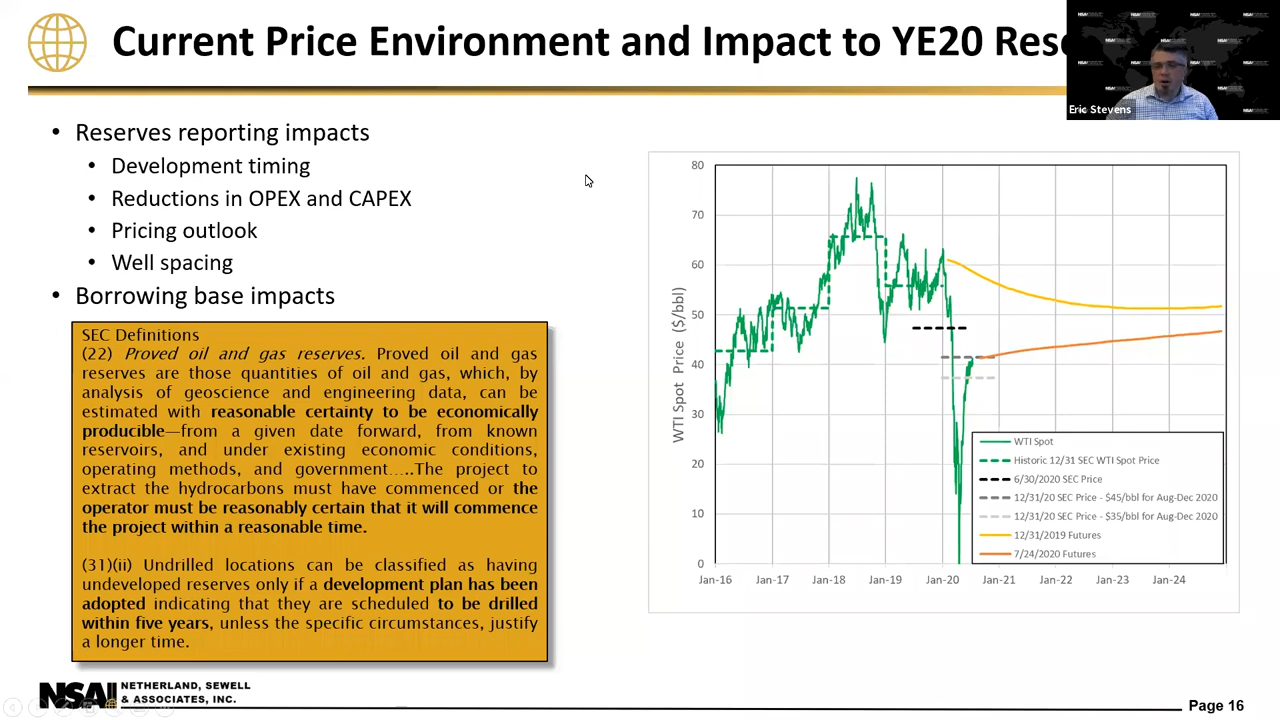 Current Price Environment and Impact to YE20 Rese
Eric Stevens
• Reserves reporting impacts
• Development timing
• Reductions in OPEX and CAPEX
• Pricing outlook
• Well spacing
• Borrowing base impacts
SEC Definitions
(22) Proved oil and gas reserves. Proved oil and gas
reserves are those quantities of oil and gas, which, by
analysis of geoscience and engineering data, can be
estimated with reasonable certainty to be economically
producible—from a given date forward, from known
reservoirs, and under existing economic conditions,
operating methods, and government…..The project to
extract the hydrocarbons must have commenced or the
operator must be reasonably certain that it will commence
the project within a reasonable time.
(31)(ii) Undrilled locations can be classified as having
undeveloped reserves only if a development plan has been
adopted indicating that they are scheduled to be drilled
within five years, unless the specific circumstances, justify
a longer time.
WTI Spot Price ($/bbl)
80
70
60
50
40
30
20
10
0
Jan-16 Jan-17 Jan-18 Jan-19 Jan-20 Jan-21 Jan-22 Jan-23 Jan-24
WTI Spot
Historic 12/31 SEC WTI Spot Price
6/30/2020 SEC Price
12/31/20 SEC Price - $45/bbl for Aug-Dec 2020
12/31/20 SEC Price - $35/bbl for Aug-Dec 2020
12/31/2019 Futures
7/24/2020 Futures
NSAI NETHERLAND, SEWELL
& ASSOCIATES, INC.
Page 16